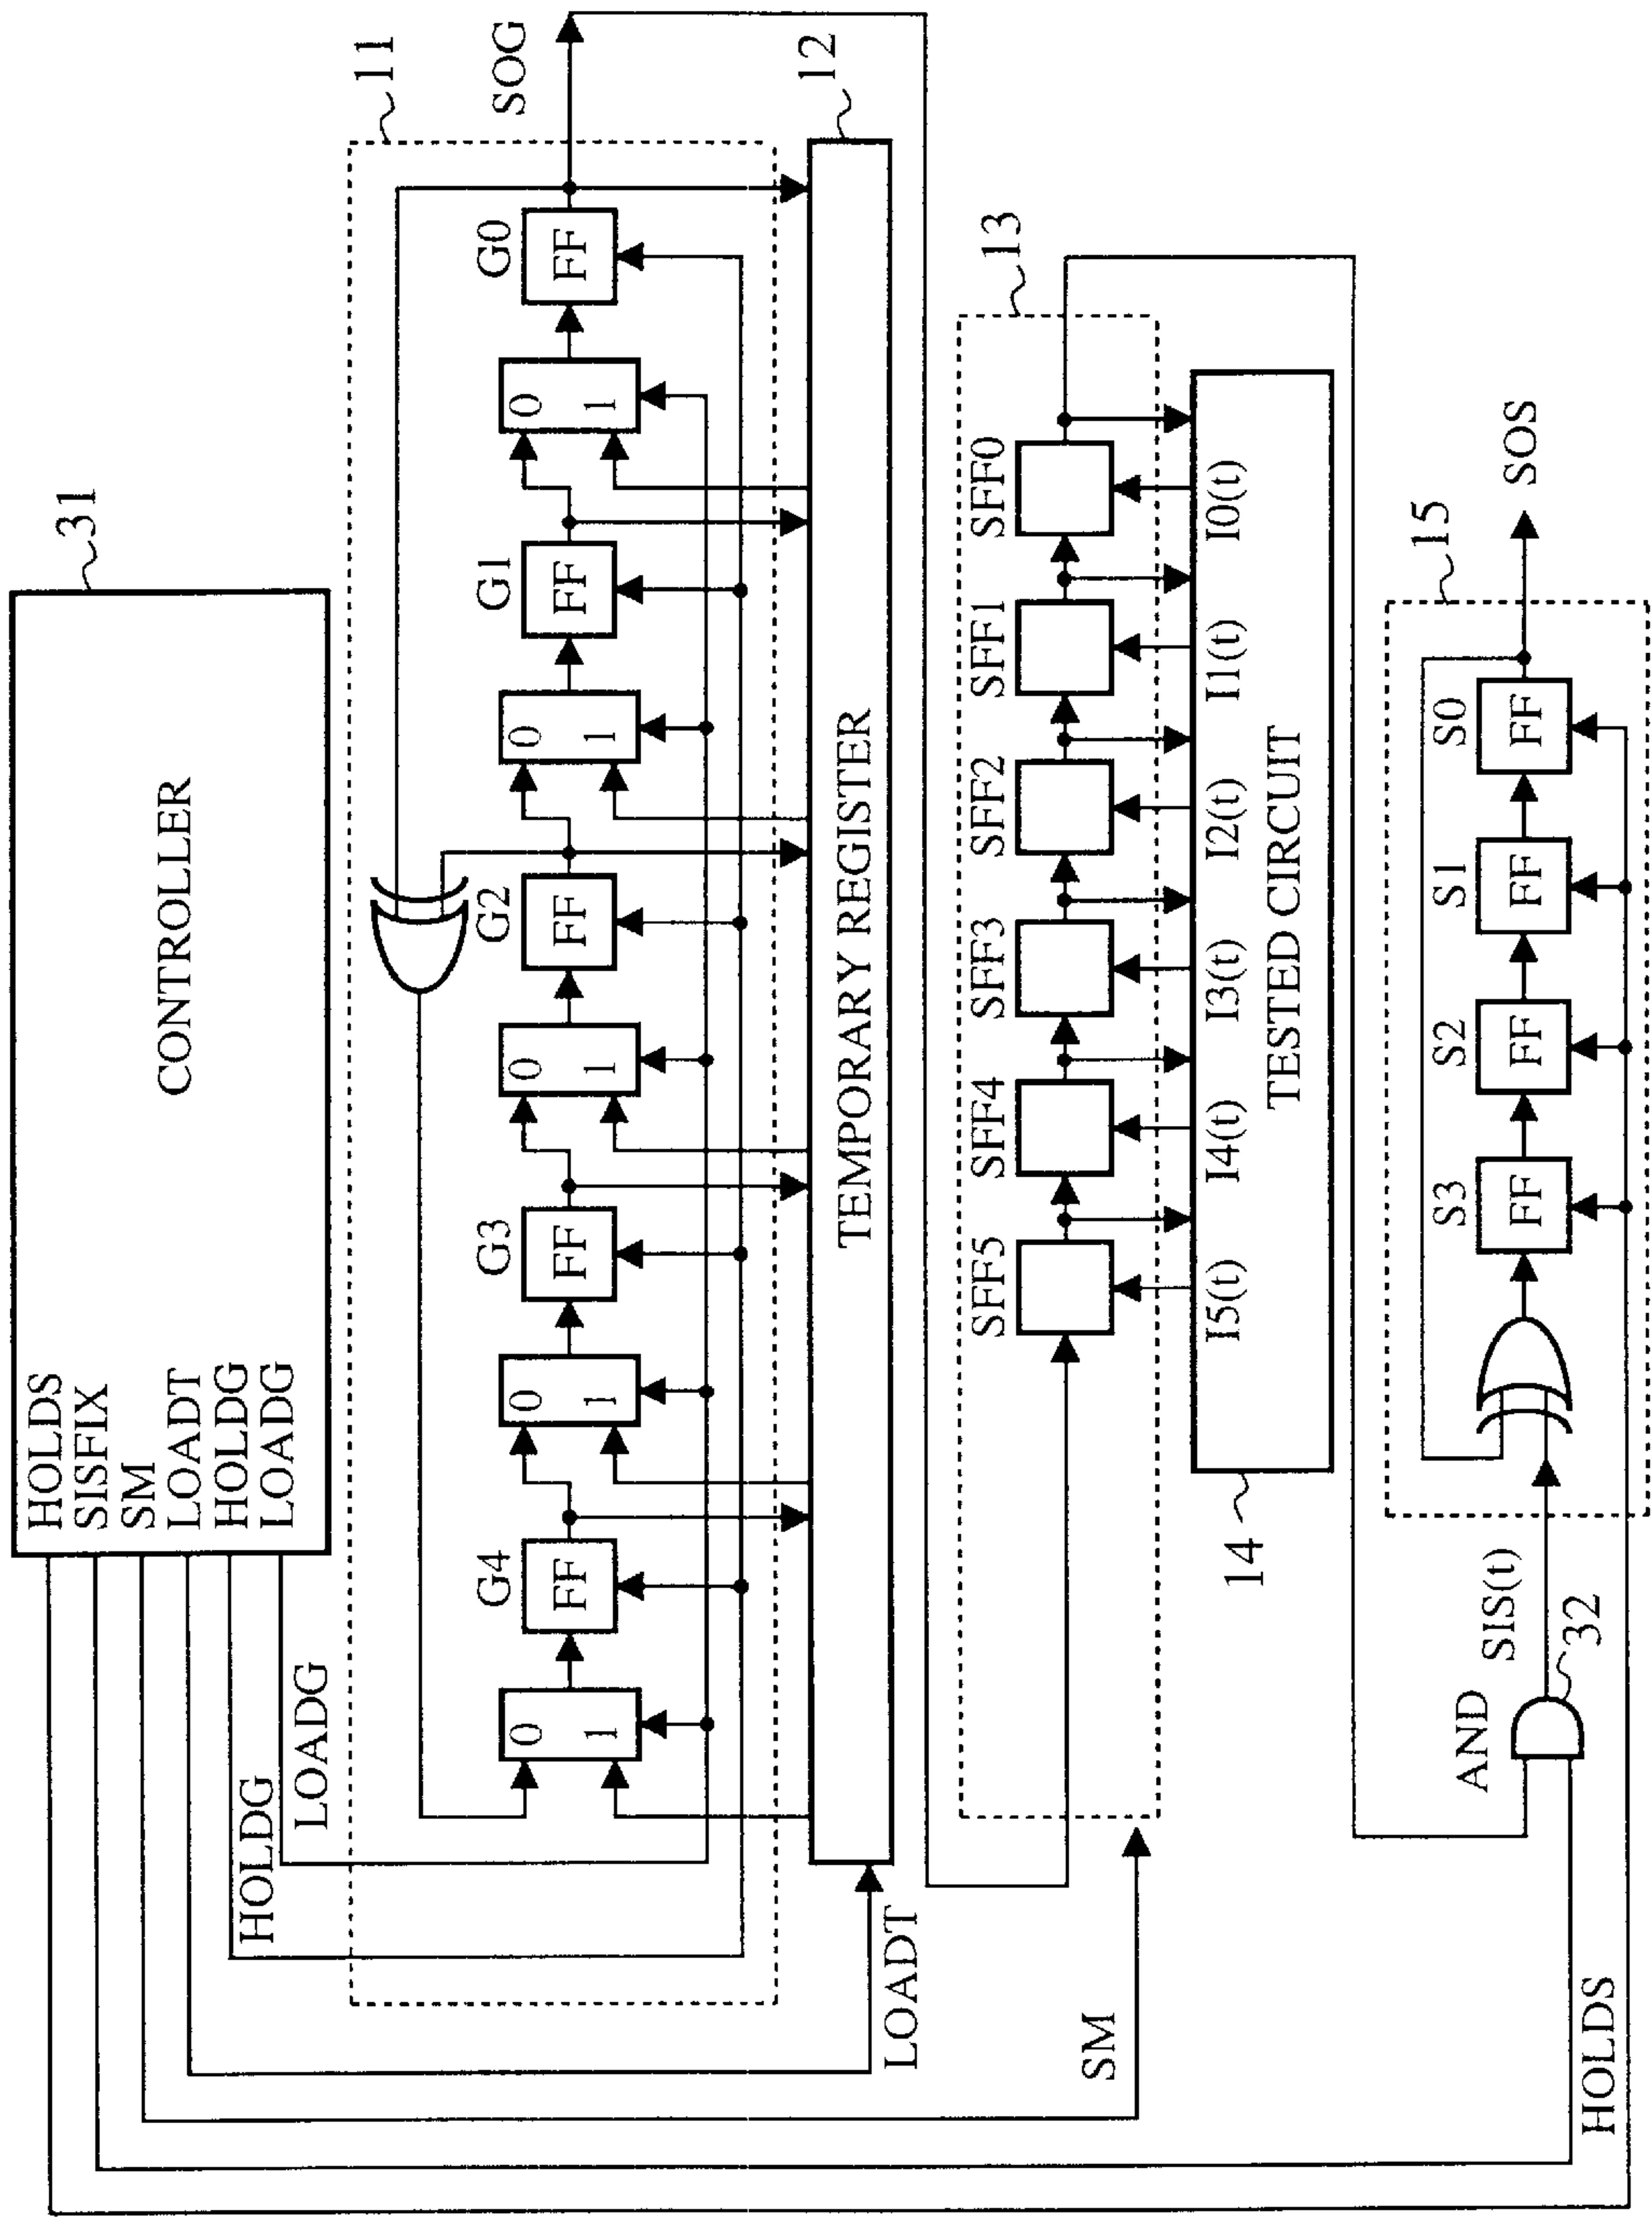 31
CONTROLLER
HOLDS
SISFIX
SM
LOADT
HOLDG
LOADG
HOLDG
LOADG
11
SOG
G4
G3
G2
G1
G0
0 1
0 1
0 1
0 1
0 1
FF
FF
FF
FF
FF
12
TEMPORARY REGISTER
LOADT
13
SFF5
SFF4
SFF3
SFF2
SFF1
SFF0
SM
I5(t)
I4(t)
I3(t)
I2(t)
I1(t)
I0(t)
TESTED CIRCUIT
14
15
AND
SIS(t)
32
S3
S2
S1
S0
FF
FF
FF
FF
SOS
HOLDS